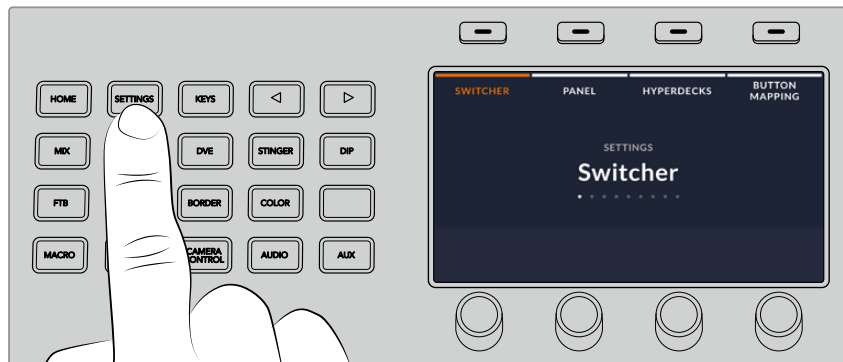 HOME SETTINGS KEYS
MIX DVE STINGER DIP
FTB BORDER COLOR
MACRO CAMERA CONTROL AUDIO AUX
SWITCHER PANEL HYPERDECKS BUTTON MAPPING
SETTINGS
Switcher